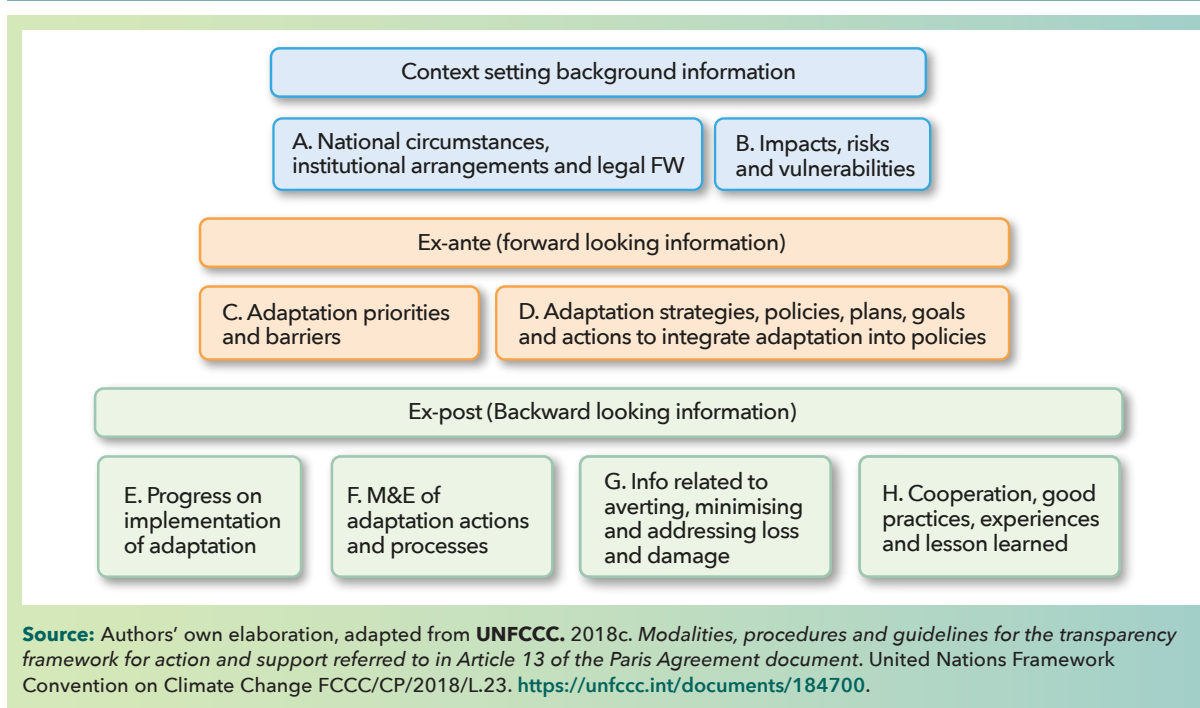 Context setting background information
A. National circumstances,
institutional arrangements and legal FW
B. Impacts, risks
and vulnerabilities
Ex-ante (forward looking information)
C. Adaptation priorities
and barriers
D. Adaptation strategies, policies, plans, goals
and actions to integrate adaptation into policies
Ex-post (Backward looking information)
E. Progress on
implementation
of adaptation
F. M&E of
adaptation actions
and processes
G. Info related to
averting, minimising
and addressing loss
and damage
H. Cooperation, good
practices, experiences
and lesson learned
Source: Authors’ own elaboration, adapted from UNFCCC. 2018c. Modalities, procedures and guidelines for the transparency
framework for action and support referred to in Article 13 of the Paris Agreement document. United Nations Framework
Convention on Climate Change FCCC/CP/2018/L.23. https://unfccc.int/documents/184700.